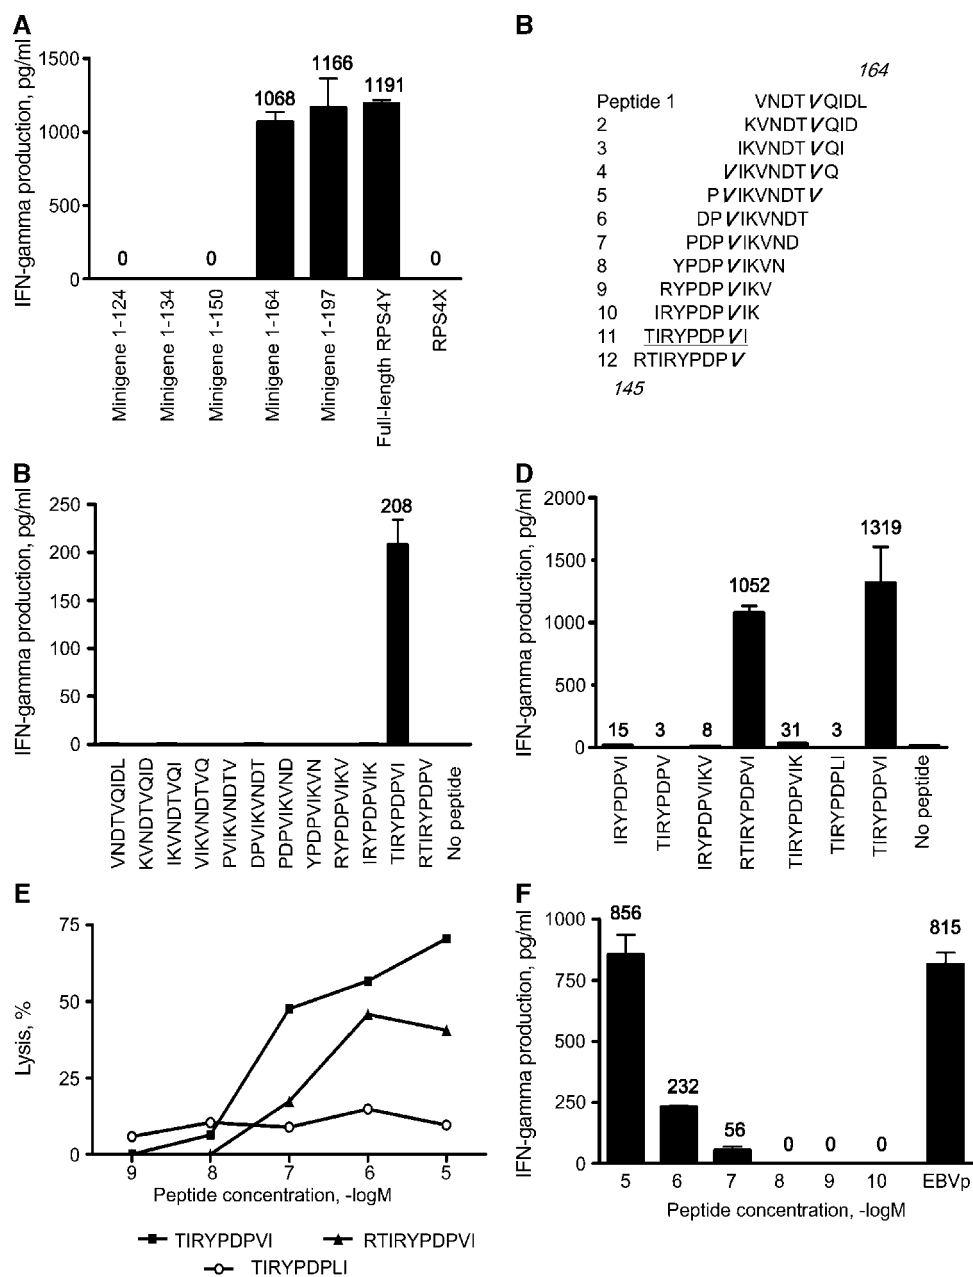 A
IFN-gamma production, pg/ml
1500
1000
500
0
0
0
1068
1166
1191
0
Minigene 1-124
Minigene 1-134
Minigene 1-150
Minigene 1-164
Minigene 1-197
Full-length RPS4Y
RPS4X
B
164
Peptide 1 VNDTVQIDL
2 KVNDTVQID
3 IKVNDTVQI
4 VIKVNDTVQ
5 PVIKVNDTV
6 DPVIKVNDT
7 PDPVIKVND
8 YPDPVIKVN
9 RYPDPVIKV
10 IRYPDPVIK
11 TIRYPDPVI
12 RTIRYPDPV
145
B
IFN-gamma production, pg/ml
250
200
150
100
50
0
208
VNDTVQIDL
KVNDTVQID
IKVNDTVQI
VIKVNDTVQ
PVIKVNDTV
DPVIKVNDT
PDPVIKVND
YPDPVIKVN
RYPDPVIKV
IRYPDPVIK
TIRYPDPVI
RTIRYPDPV
No peptide
D
IFN-gamma production, pg/ml
2000
1500
1000
500
0
15
3
8
1052
31
3
1319
IRYPDPVI
TIRYPDPV
IRYPDPVIKV
RTIRYPDPVI
TIRYPDPVIK
TIRYPDPLI
TIRYPDPVI
No peptide
E
Lysis, %
75
50
25
0
9 8 7 6 5
Peptide concentration, -logM
TIRYPDPVI RTIRYPDPVI
TIRYPDPLI
F
IFN-gamma production, pg/ml
1000
750
500
250
0
856
232
56
0
0
0
815
5 6 7 8 9 10 EBVp
Peptide concentration, -logM